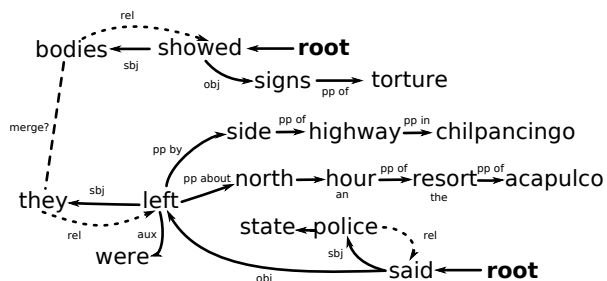 rel
bodies showed root
sbj
obj
signs torture
pp of
merge?
side highway chilpancingo
pp of pp in
pp by
pp about north hour resort acapulco
pp of pp of
an the
they left
sbj
rel
aux
were
state police
rel
sbj
said root
obj